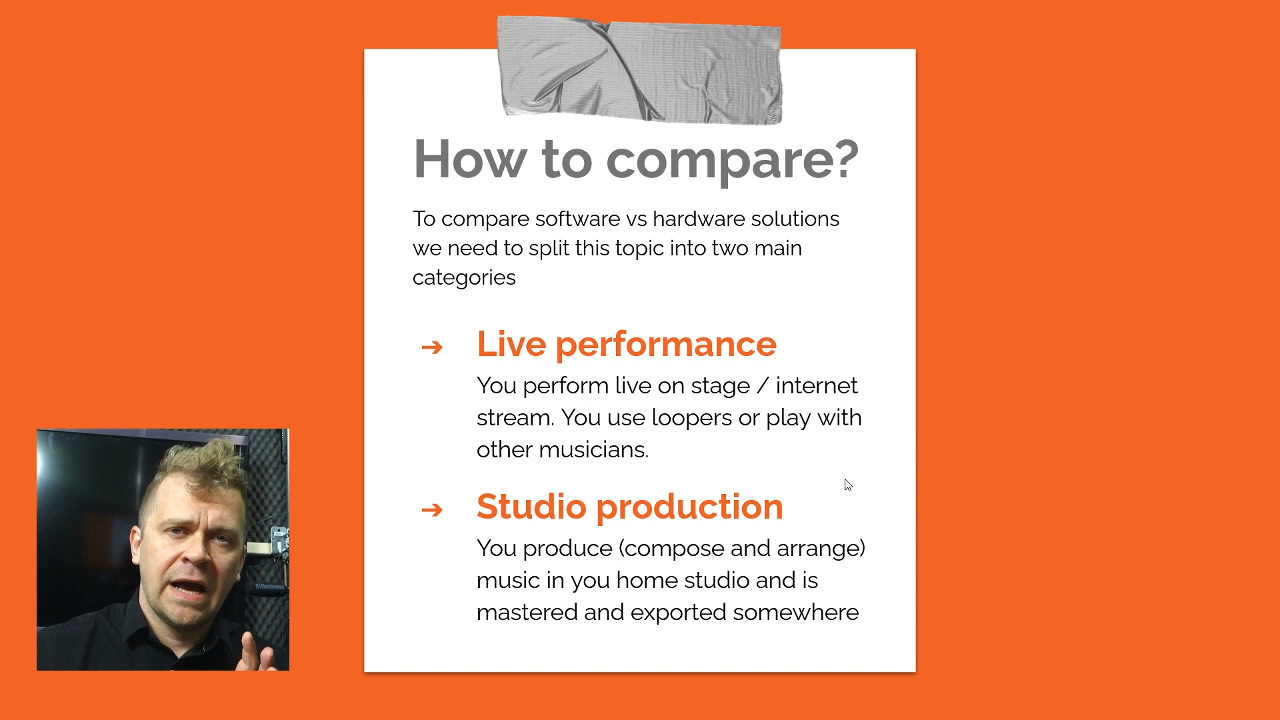 How to compare?
To compare software vs hardware solutions
we need to split this topic into two main
categories
➔ Live performance
You perform live on stage / internet
stream. You use loopers or play with
other musicians.
➔ Studio production
You produce (compose and arrange)
music in you home studio and is
mastered and exported somewhere